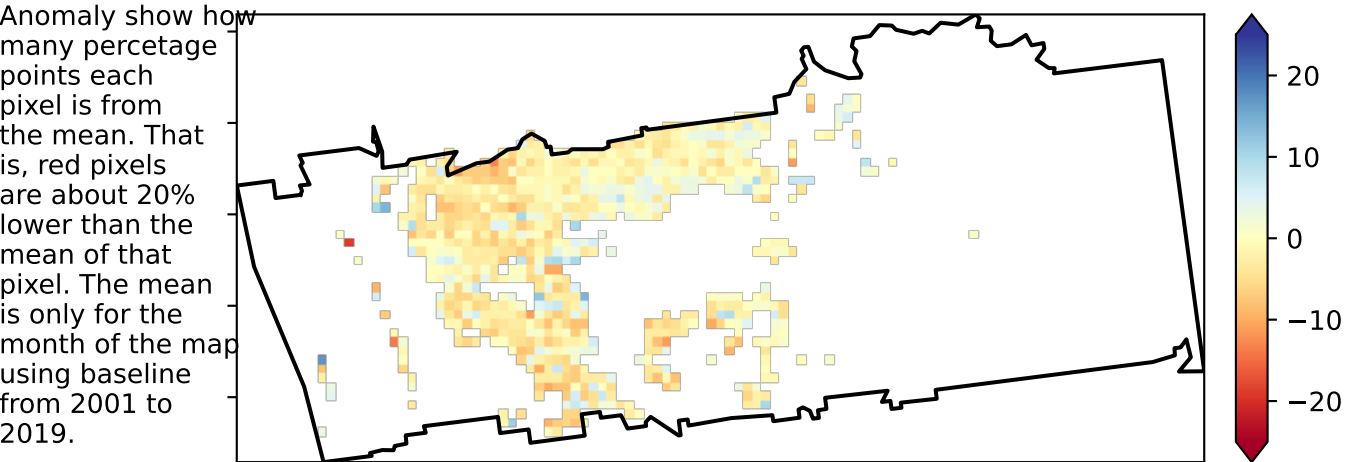 Anomaly show how
many percetage
points each
pixel is from
the mean. That
is, red pixels
are about 20%
lower than the
mean of that
pixel. The mean
is only for the
month of the map
using baseline
from 2001 to
2019.
20
10
0
−10
−20